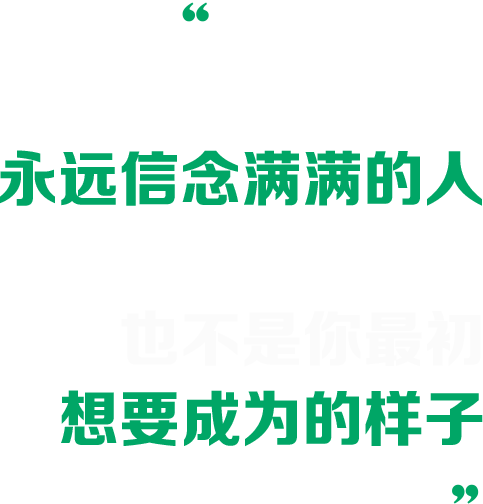 “
永远信念满满的人
也不是你最初
想要成为的样子
”